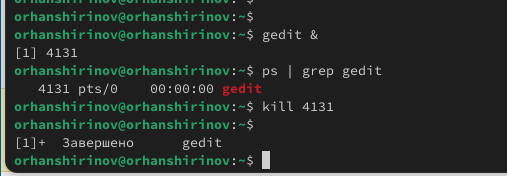 orhanshirinov@orhanshirinov:~$
orhanshirinov@orhanshirinov:~$ gedit &
[1] 4131
orhanshirinov@orhanshirinov:~$ ps | grep gedit
   4131 pts/0    00:00:00 gedit
orhanshirinov@orhanshirinov:~$ kill 4131
orhanshirinov@orhanshirinov:~$
[1]+  Завершено      gedit
orhanshirinov@orhanshirinov:~$